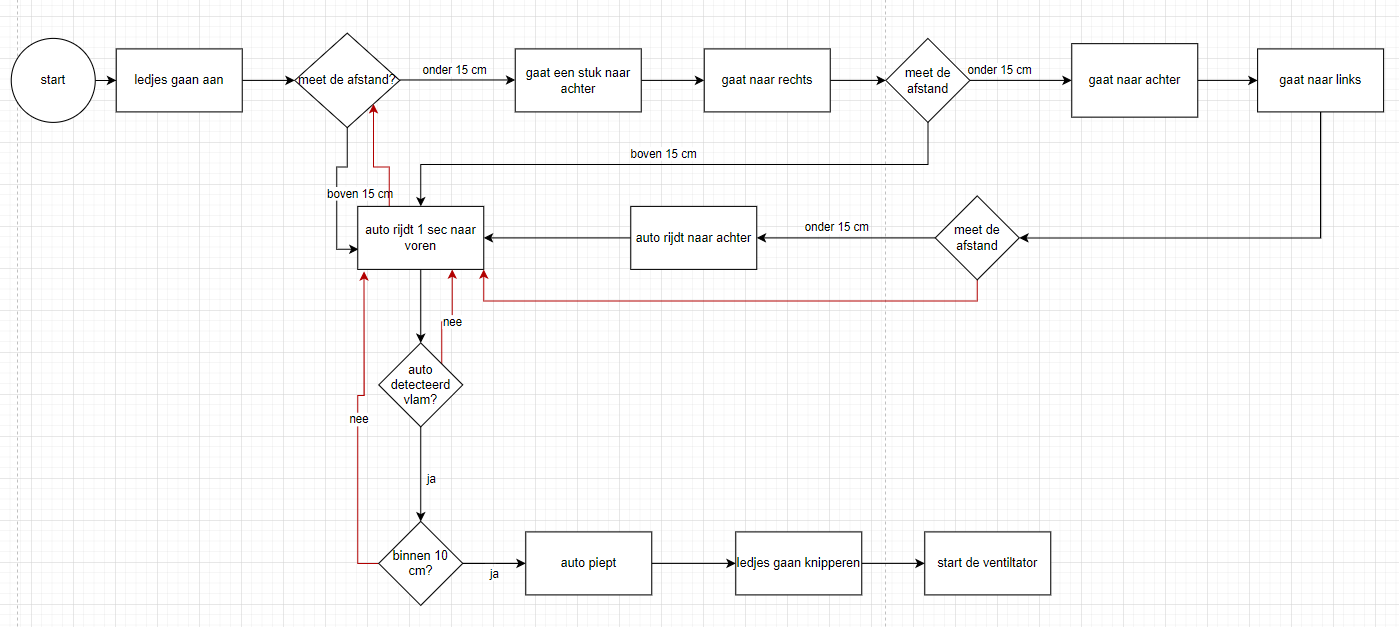 start
ledjes gaan aan
meet de afstand?
onder 15 cm
gaat een stuk naar
achter
gaat naar rechts
meet de
afstand
onder 15 cm
gaat naar achter
gaat naar links
boven 15 cm
boven 15 cm
auto rijdt 1 sec naar
voren
auto rijdt naar achter
onder 15 cm
meet de
afstand
nee
auto
detecteerd
vlam?
nee
ja
binnen 10
cm?
ja
auto piept
ledjes gaan knipperen
start de ventiltator